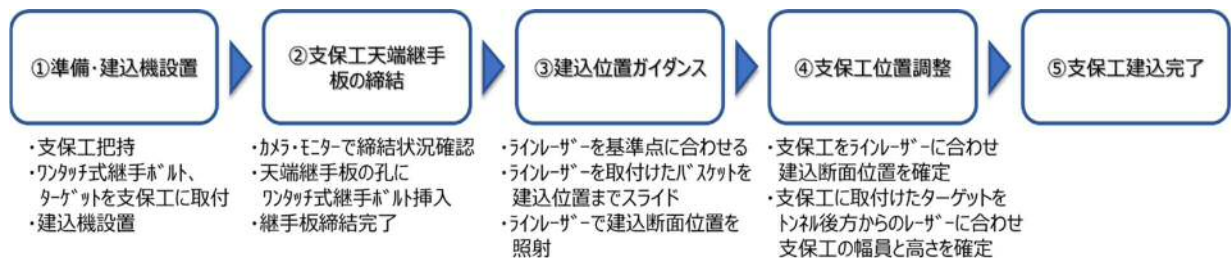 ①準備・建込機設置
・支保工把持
・ワンタッチ式継手ボルト、
ターゲットを支保工に取付
・建込機設置
②支保工天端継手
板の締結
・カメラ・モニターで締結状況確認
・天端継手板の孔に
ワンタッチ式継手ボルト挿入
・継手板締結完了
③建込位置ガイダンス
・ラインレーザーを基準点に合わせる
・ラインレーザーを取付けたバスケットを
建込位置までスライド
・ラインレーザーで建込断面位置を
照射
④支保工位置調整
・支保工をラインレーザーに合わせ
建込断面位置を確定
・支保工に取付けたターゲットを
トンネル後方からのレーザーに合わせ
支保工の幅員と高さを確定
⑤支保工建込完了